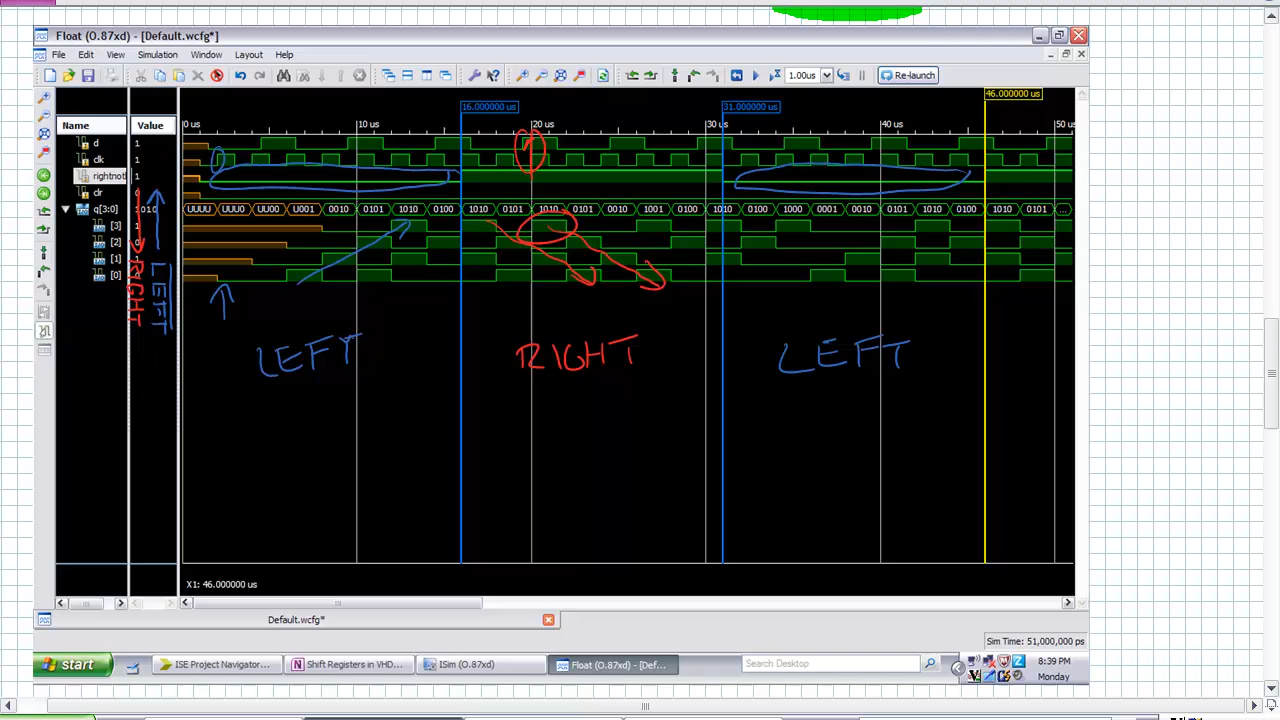 Float (O.87xd) - [Default.wcfg*]
File Edit View Simulation Window Layout Help
1.00us Re-launch
16.000000 us 31.000000 us 46.000000 us
Name Value
0 us 10 us 20 us 30 us 40 us 50 us
d 1
clk 1
rightnot 1
clr
q[3:0] 1010 UUUU UUU0 UU00 U001 0010 0101 1010 0100 1010 0101 1010 0101 0010 1001 0100 1010 0100 1000 0001 0010 0101 1010 0100 1010 0101 ...
[3] 1
[2] 0
[1] 1
[0]
RIGHT
LEFT
LEFT RIGHT LEFT
X1: 46.000000 us
Default.wcfg*
Sim Time: 51,000,000 ps
start ISE Project Navigator... Shift Registers in VHD... ISim (O.87xd) Float (O.87xd) - [Def... Search Desktop 8:39 PM
Monday